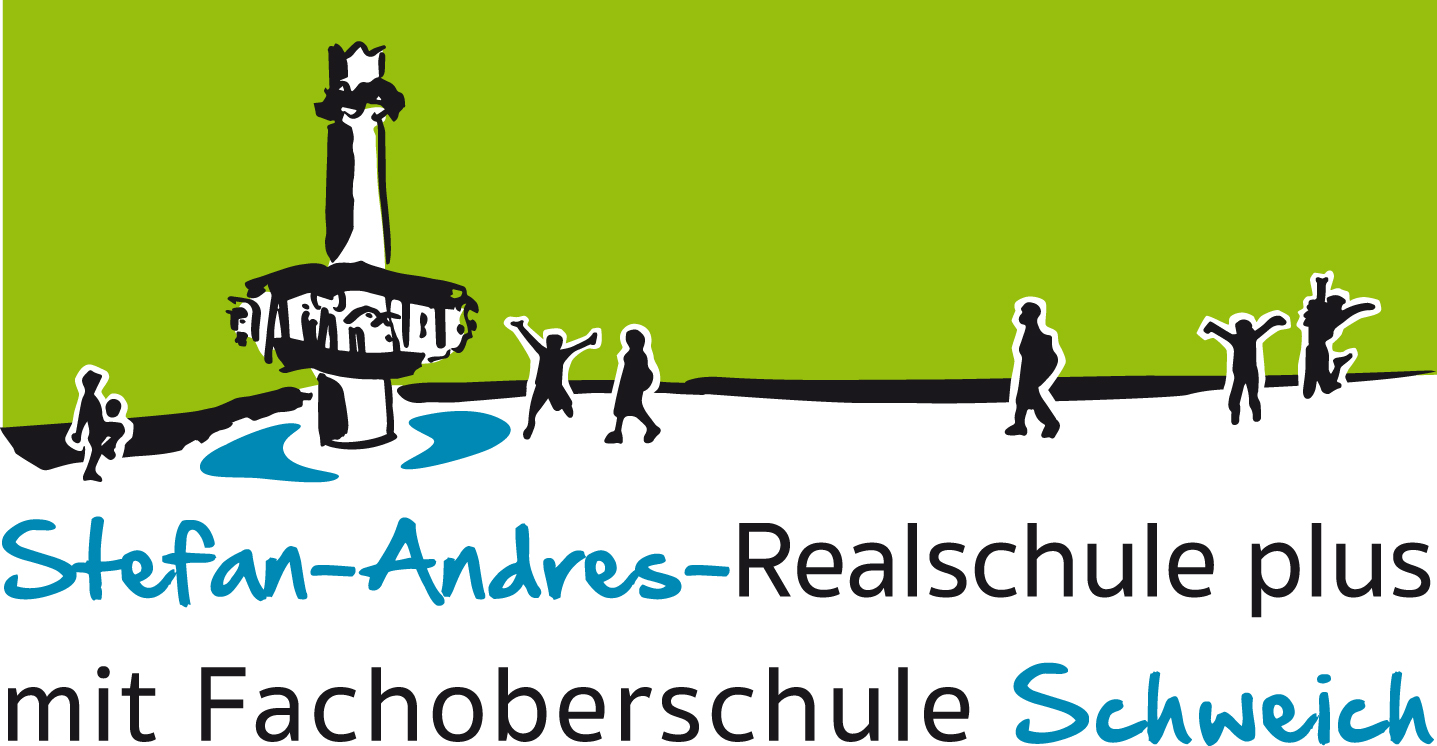 Stefan-Andres-Realschule plus
mit Fachoberschule Schweich